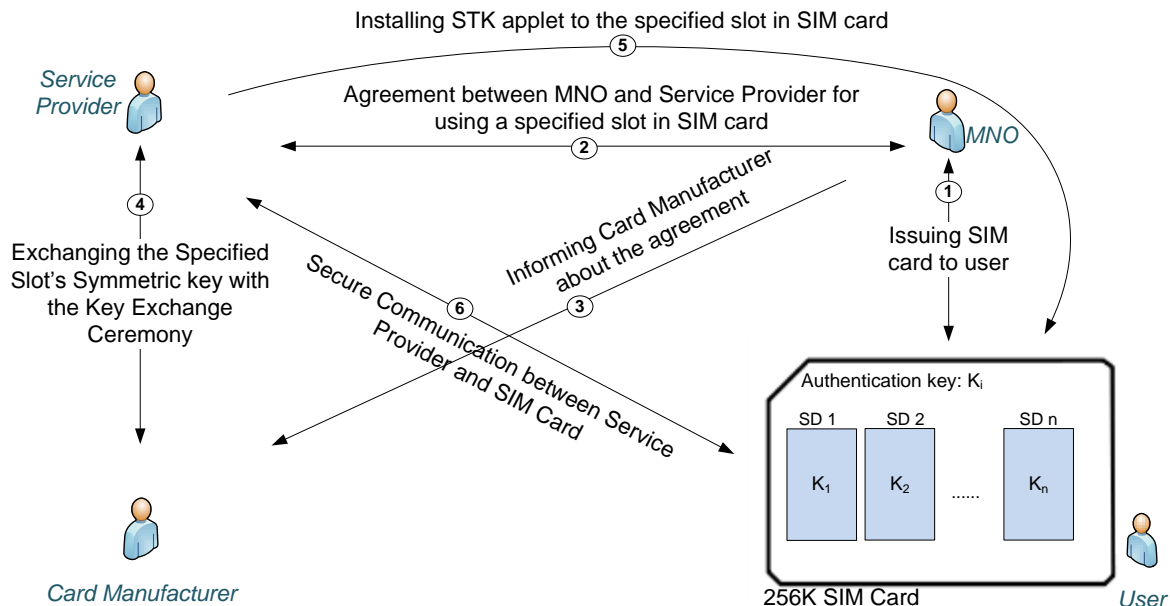 Installing STK applet to the specified slot in SIM card
5
Service
Provider
Agreement between MNO and Service Provider for
using a specified slot in SIM card
2
MNO
1
Issuing SIM
card to user
4
Exchanging the Specified
Slot's Symmetric key with
the Key Exchange
Ceremony
Informing Card Manufacturer
about the agreement
3
6
Secure Communication between Service
Provider and SIM Card
Authentication key: Ki
SD 1 SD 2 SD n
K1 K2 ...... Kn
Card Manufacturer
256K SIM Card
User